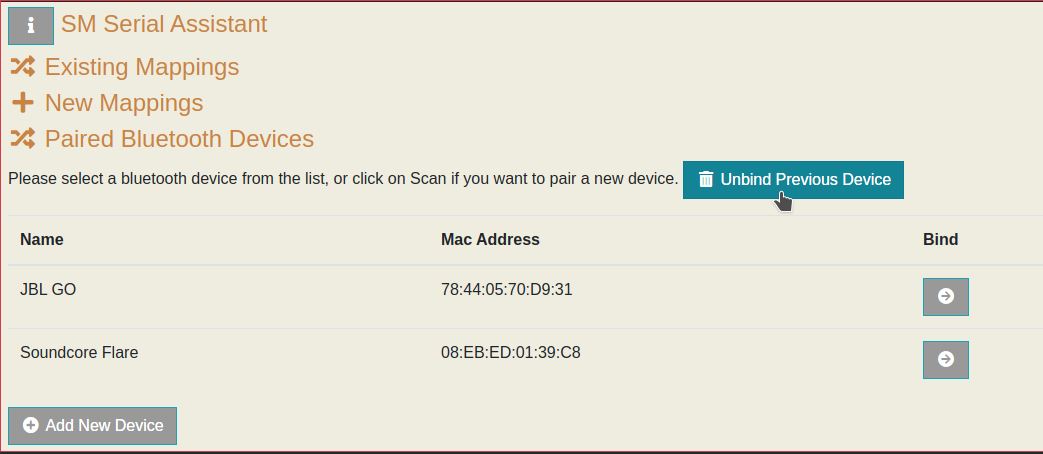 SM Serial Assistant
Existing Mappings
New Mappings
Paired Bluetooth Devices
Please select a bluetooth device from the list, or click on Scan if you want to pair a new device. Unbind Previous Device
Name Mac Address Bind
JBL GO 78:44:05:70:D9:31
Soundcore Flare 08:EB:ED:01:39:C8
Add New Device